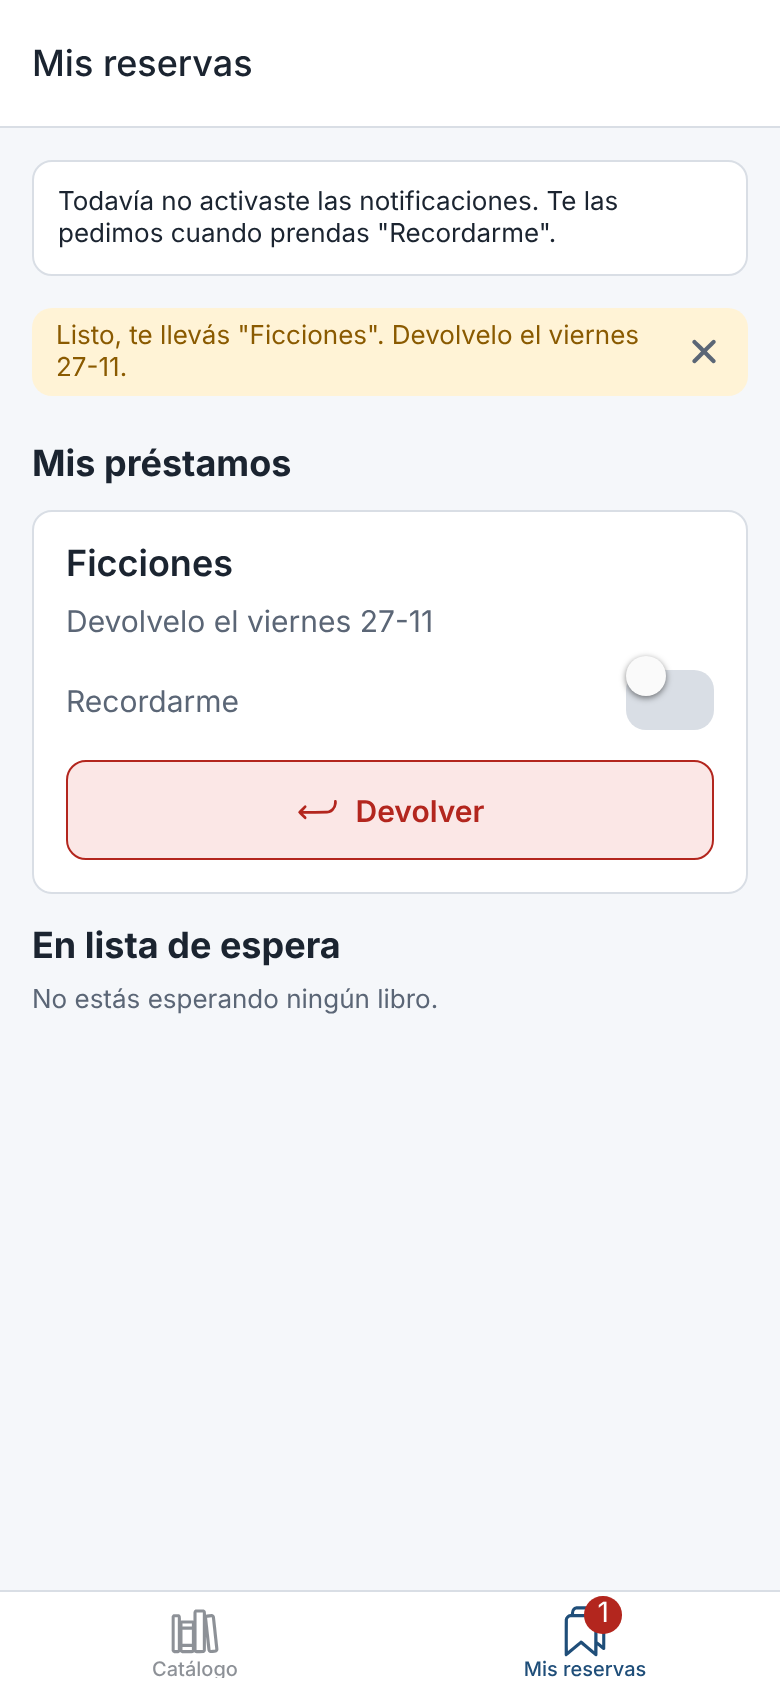 Mis reservas
Todavía no activaste las notificaciones. Te las
pedimos cuando prendas "Recordarme".
Listo, te llevás "Ficciones". Devolvelo el viernes
27-11.
Mis préstamos
Ficciones
Devolvelo el viernes 27-11
Recordarme
Devolver
En lista de espera
No estás esperando ningún libro.
1
Catálogo
Mis reservas